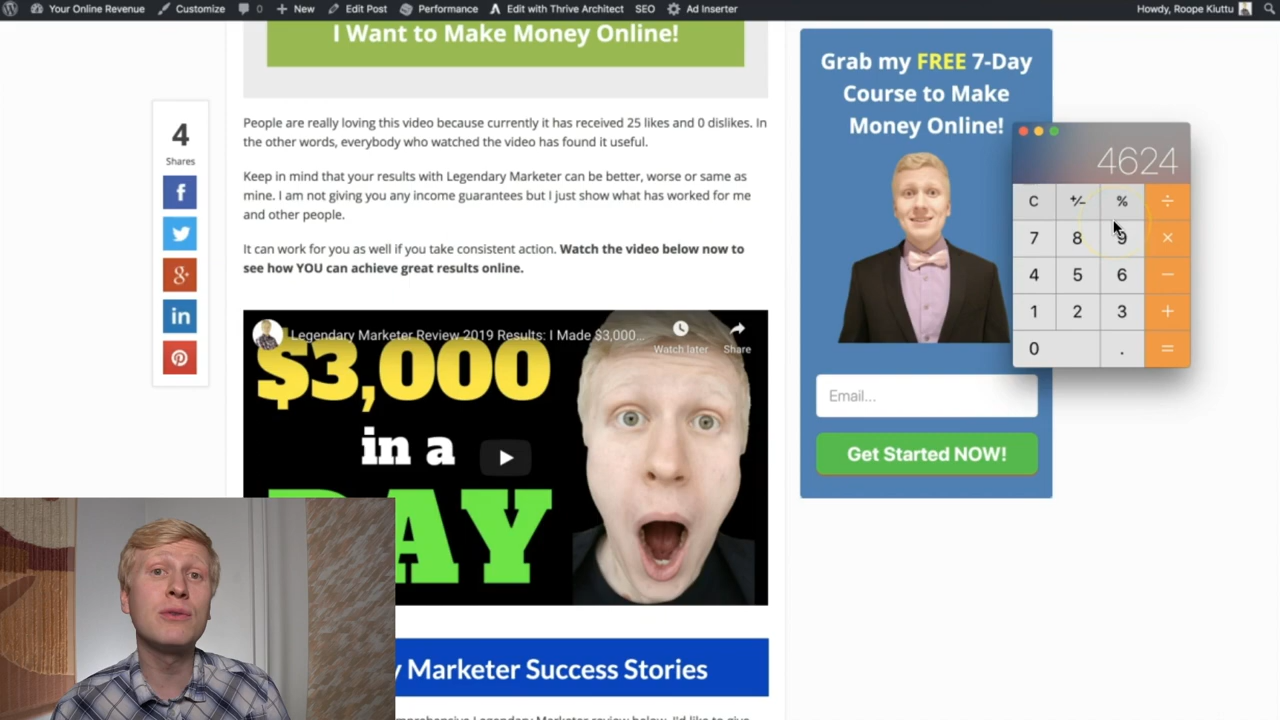 Your Online Revenue Customize 0 New Edit Post Performance Edit with Thrive Architect SEO Ad Inserter Howdy, Roope Kiuttu
I Want to Make Money Online!
People are really loving this video because currently it has received 25 likes and 0 dislikes. In
the other words, everybody who watched the video has found it useful.
Keep in mind that your results with Legendary Marketer can be better, worse or same as
mine. I am not giving you any income guarantees but I just show what has worked for me
and other people.
It can work for you as well if you take consistent action. Watch the video below now to
see how YOU can achieve great results online.
4
Shares
f
g+
in
Legendary Marketer Review 2019 Results: I Made $3,000...
Watch later Share
$3,000
in a
AY
Marketer Success Stories
Grab my FREE 7-Day
Course to Make
Money Online!
Email...
Get Started NOW!
4624
C +/- % ÷
7 8 9 ×
4 5 6 −
1 2 3 +
0 . =